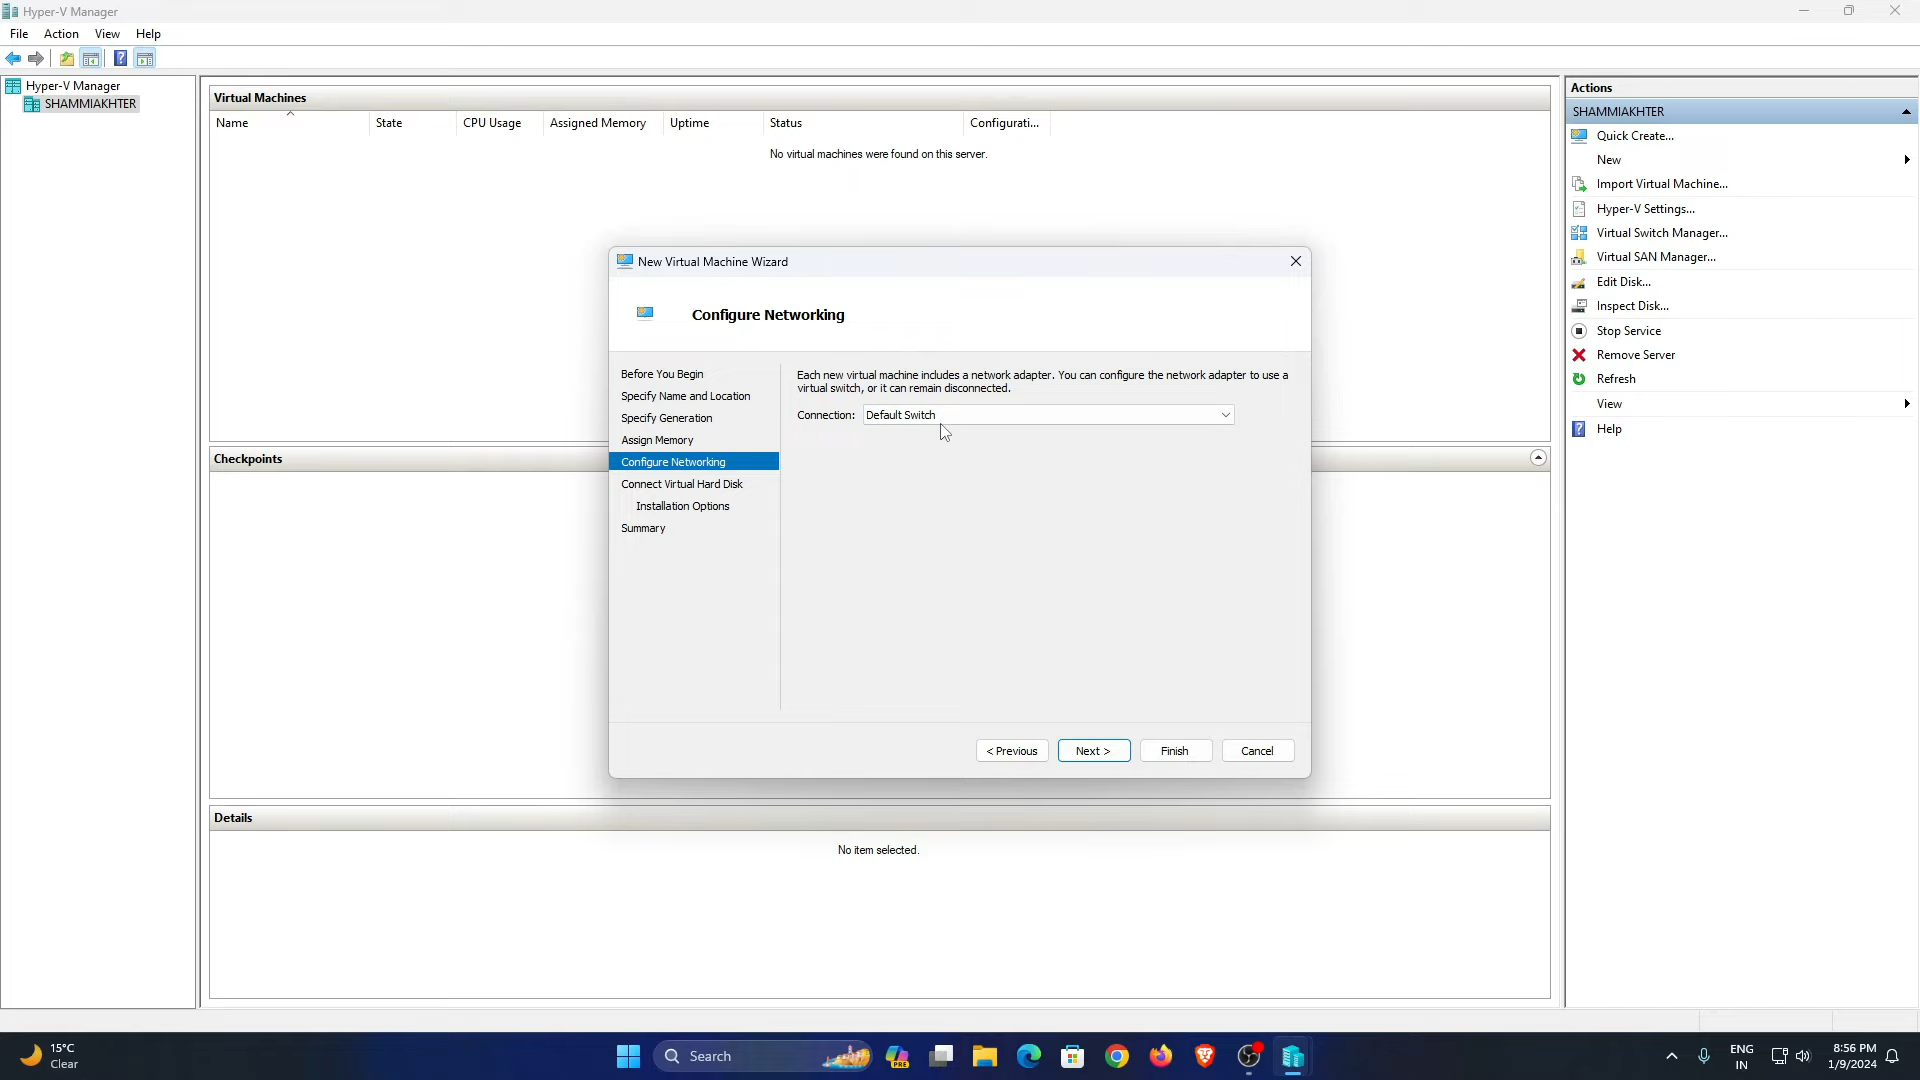 Hyper-V Manager
File Action View Help
Hyper-V Manager
SHAMMIAKHTER
Virtual Machines
Name State CPU Usage Assigned Memory Uptime Status Configurati...
No virtual machines were found on this server.
New Virtual Machine Wizard
Configure Networking
Before You Begin
Specify Name and Location
Specify Generation
Assign Memory
Configure Networking
Connect Virtual Hard Disk
Installation Options
Summary
Each new virtual machine includes a network adapter. You can configure the network adapter to use a
virtual switch, or it can remain disconnected.
Connection: Default Switch
< Previous Next > Finish Cancel
Checkpoints
Details
No item selected.
Actions
SHAMMIAKHTER
Quick Create...
New
Import Virtual Machine...
Hyper-V Settings...
Virtual Switch Manager...
Virtual SAN Manager...
Edit Disk...
Inspect Disk...
Stop Service
Remove Server
Refresh
View
Help
15°C
Clear
Search
PRE
ENG
IN
8:56 PM
1/9/2024